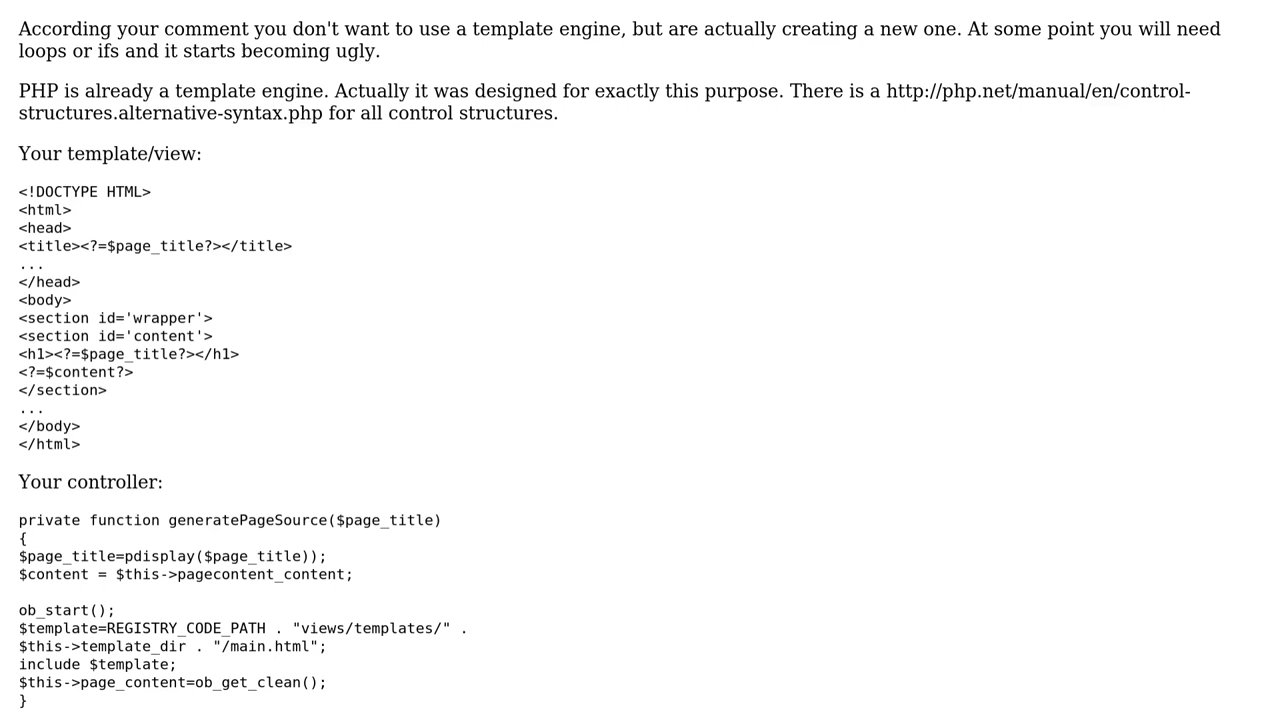 According your comment you don't want to use a template engine, but are actually creating a new one. At some point you will need
loops or ifs and it starts becoming ugly.
PHP is already a template engine. Actually it was designed for exactly this purpose. There is a http://php.net/manual/en/control-
structures.alternative-syntax.php for all control structures.
Your template/view:
<!DOCTYPE HTML>
<html>
<head>
<title><?=$page_title?></title>
...
</head>
<body>
<section id='wrapper'>
<section id='content'>
<h1><?=$page_title?></h1>
<?=$content?>
</section>
...
</body>
</html>
Your controller:
private function generatePageSource($page_title)
{
$page_title=pdisplay($page_title));
$content = $this->pagecontent_content;
ob_start();
$template=REGISTRY_CODE_PATH . "views/templates/" .
$this->template_dir . "/main.html";
include $template;
$this->page_content=ob_get_clean();
}